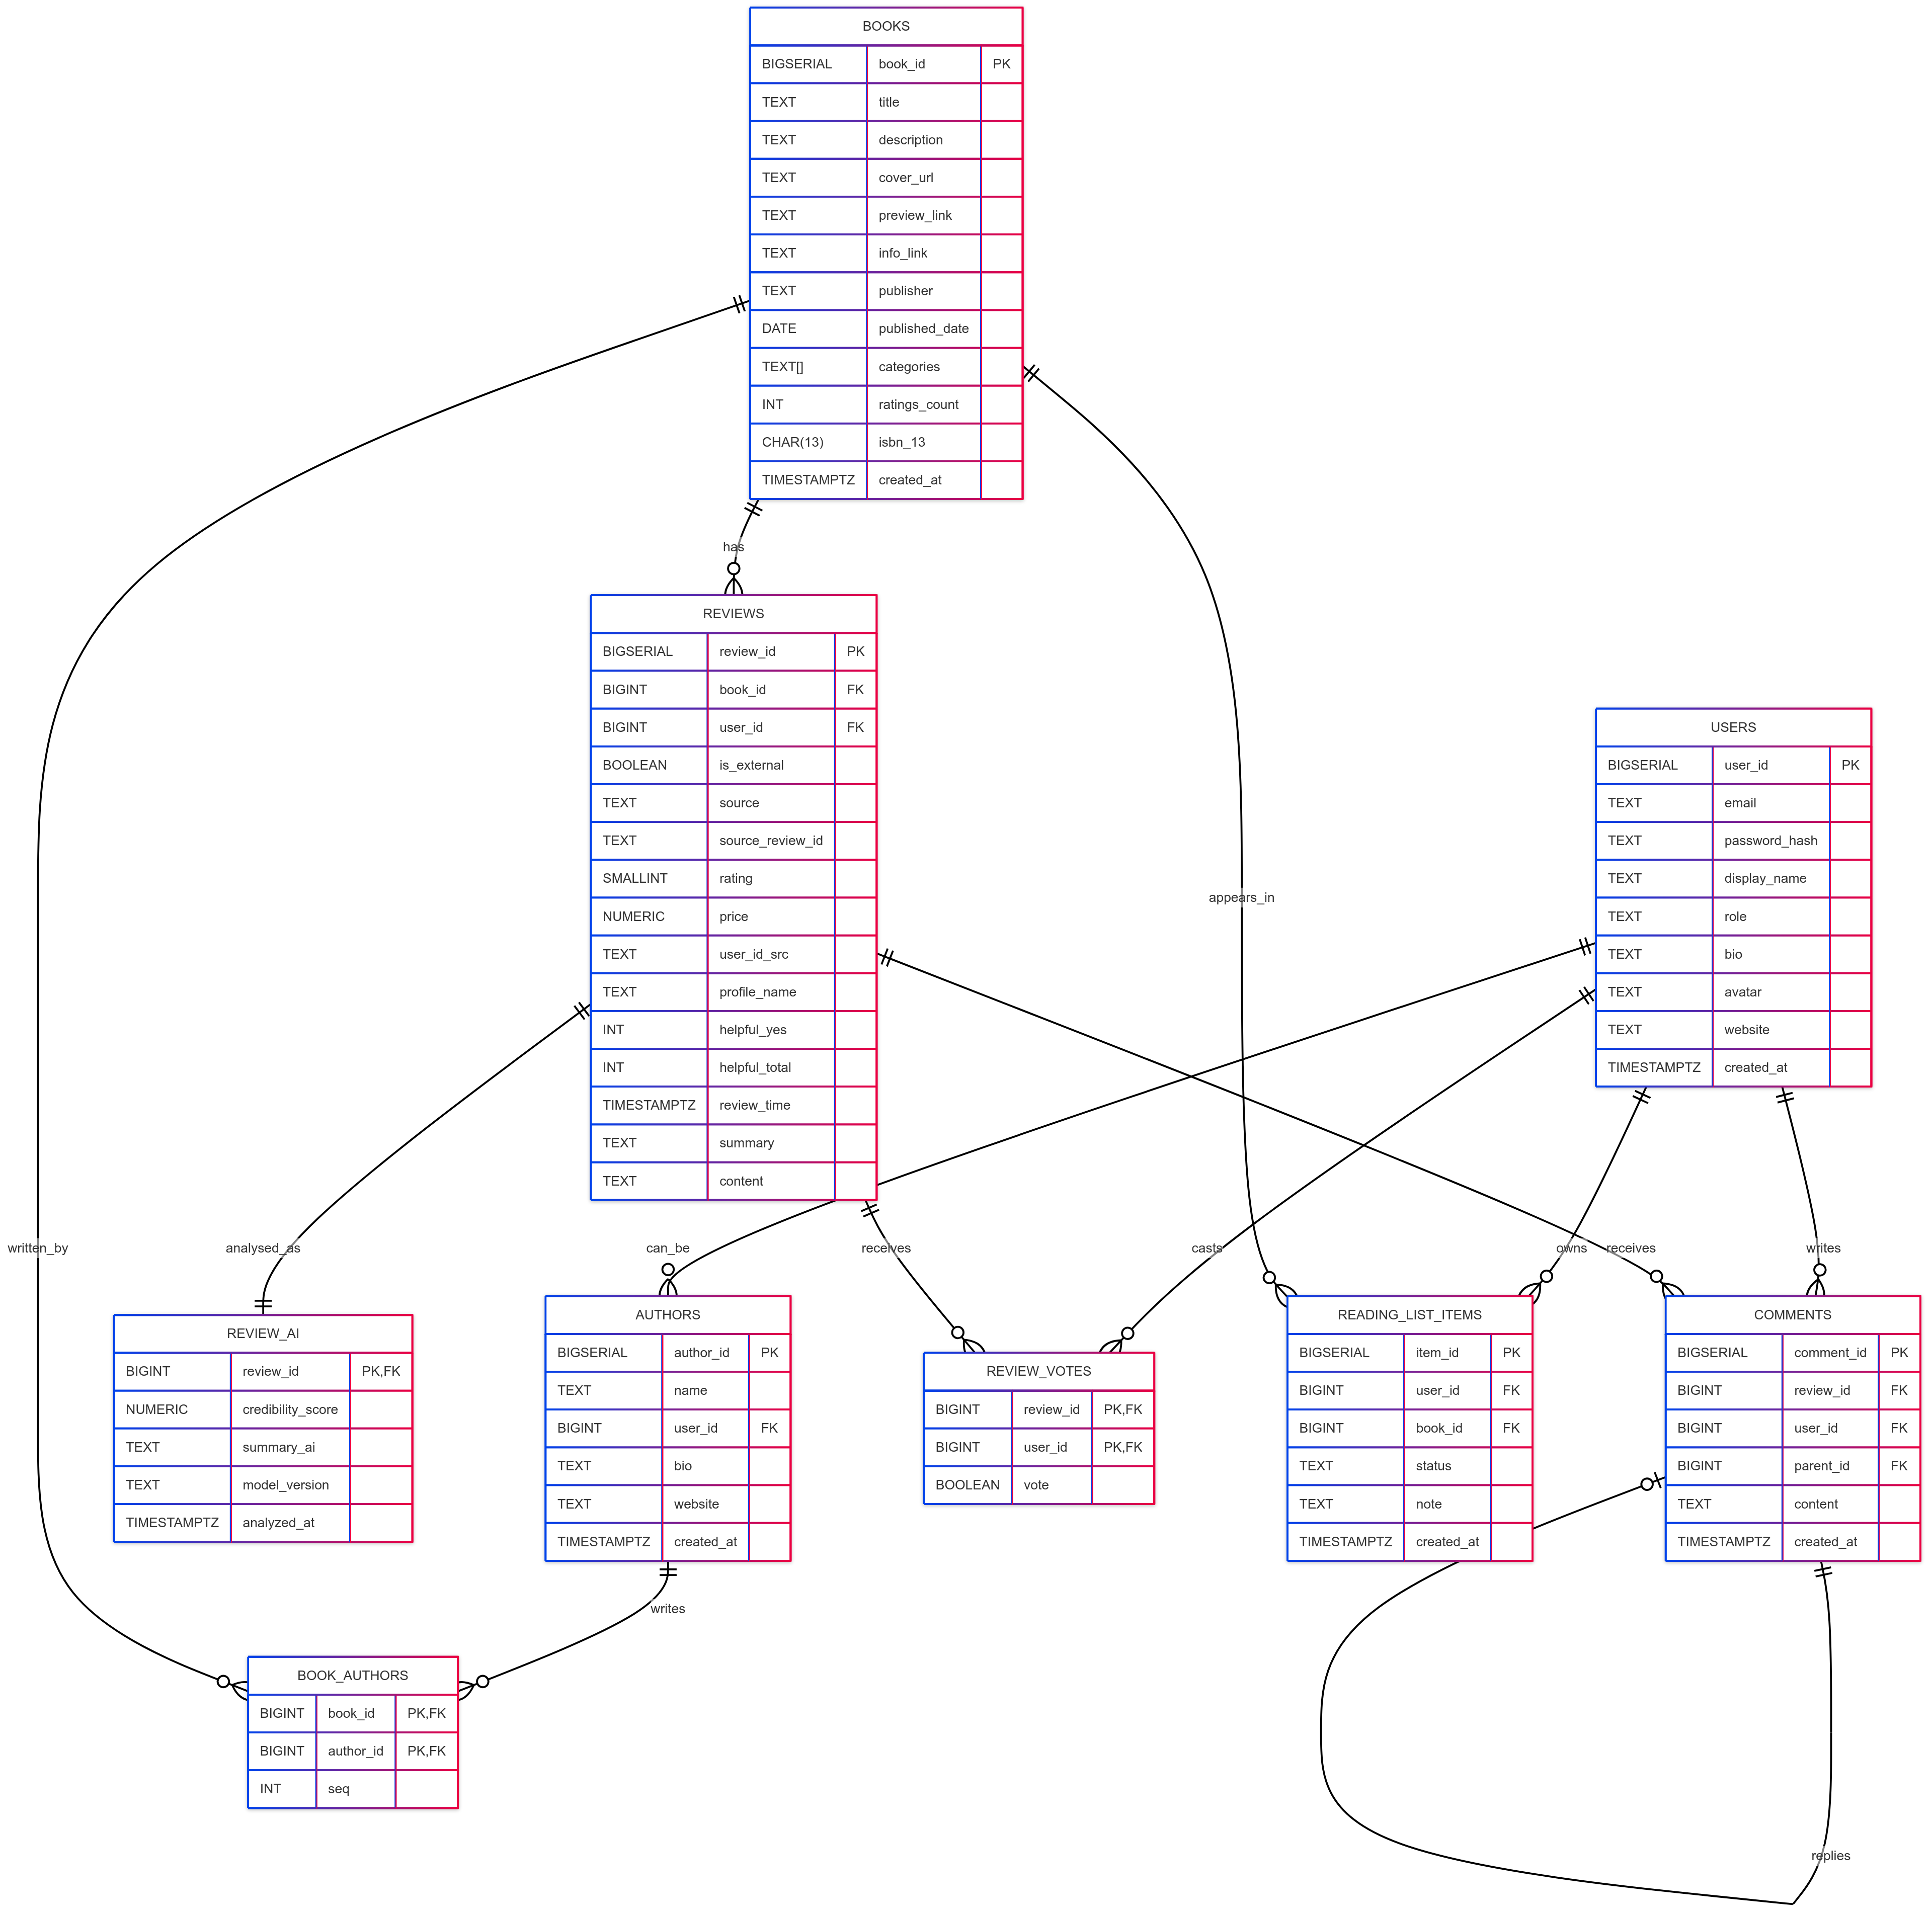 BOOKS
BIGSERIAL book_id PK
TEXT title
TEXT description
TEXT cover_url
TEXT preview_link
TEXT info_link
TEXT publisher
DATE published_date
TEXT[] categories
INT ratings_count
CHAR(13) isbn_13
TIMESTAMPTZ created_at
has
REVIEWS
BIGSERIAL review_id PK
BIGINT book_id FK
BIGINT user_id FK
BOOLEAN is_external
TEXT source
TEXT source_review_id
SMALLINT rating
NUMERIC price
TEXT user_id_src
TEXT profile_name
INT helpful_yes
INT helpful_total
TIMESTAMPTZ review_time
TEXT summary
TEXT content
appears_in
USERS
BIGSERIAL user_id PK
TEXT email
TEXT password_hash
TEXT display_name
TEXT role
TEXT bio
TEXT avatar
TEXT website
TIMESTAMPTZ created_at
written_by
analysed_as
can_be
receives
casts
owns
receives
writes
REVIEW_AI
BIGINT review_id PK,FK
NUMERIC credibility_score
TEXT summary_ai
TEXT model_version
TIMESTAMPTZ analyzed_at
AUTHORS
BIGSERIAL author_id PK
TEXT name
BIGINT user_id FK
TEXT bio
TEXT website
TIMESTAMPTZ created_at
REVIEW_VOTES
BIGINT review_id PK,FK
BIGINT user_id PK,FK
BOOLEAN vote
READING_LIST_ITEMS
BIGSERIAL item_id PK
BIGINT user_id FK
BIGINT book_id FK
TEXT status
TEXT note
TIMESTAMPTZ created_at
COMMENTS
BIGSERIAL comment_id PK
BIGINT review_id FK
BIGINT user_id FK
BIGINT parent_id FK
TEXT content
TIMESTAMPTZ created_at
writes
BOOK_AUTHORS
BIGINT book_id PK,FK
BIGINT author_id PK,FK
INT seq
replies